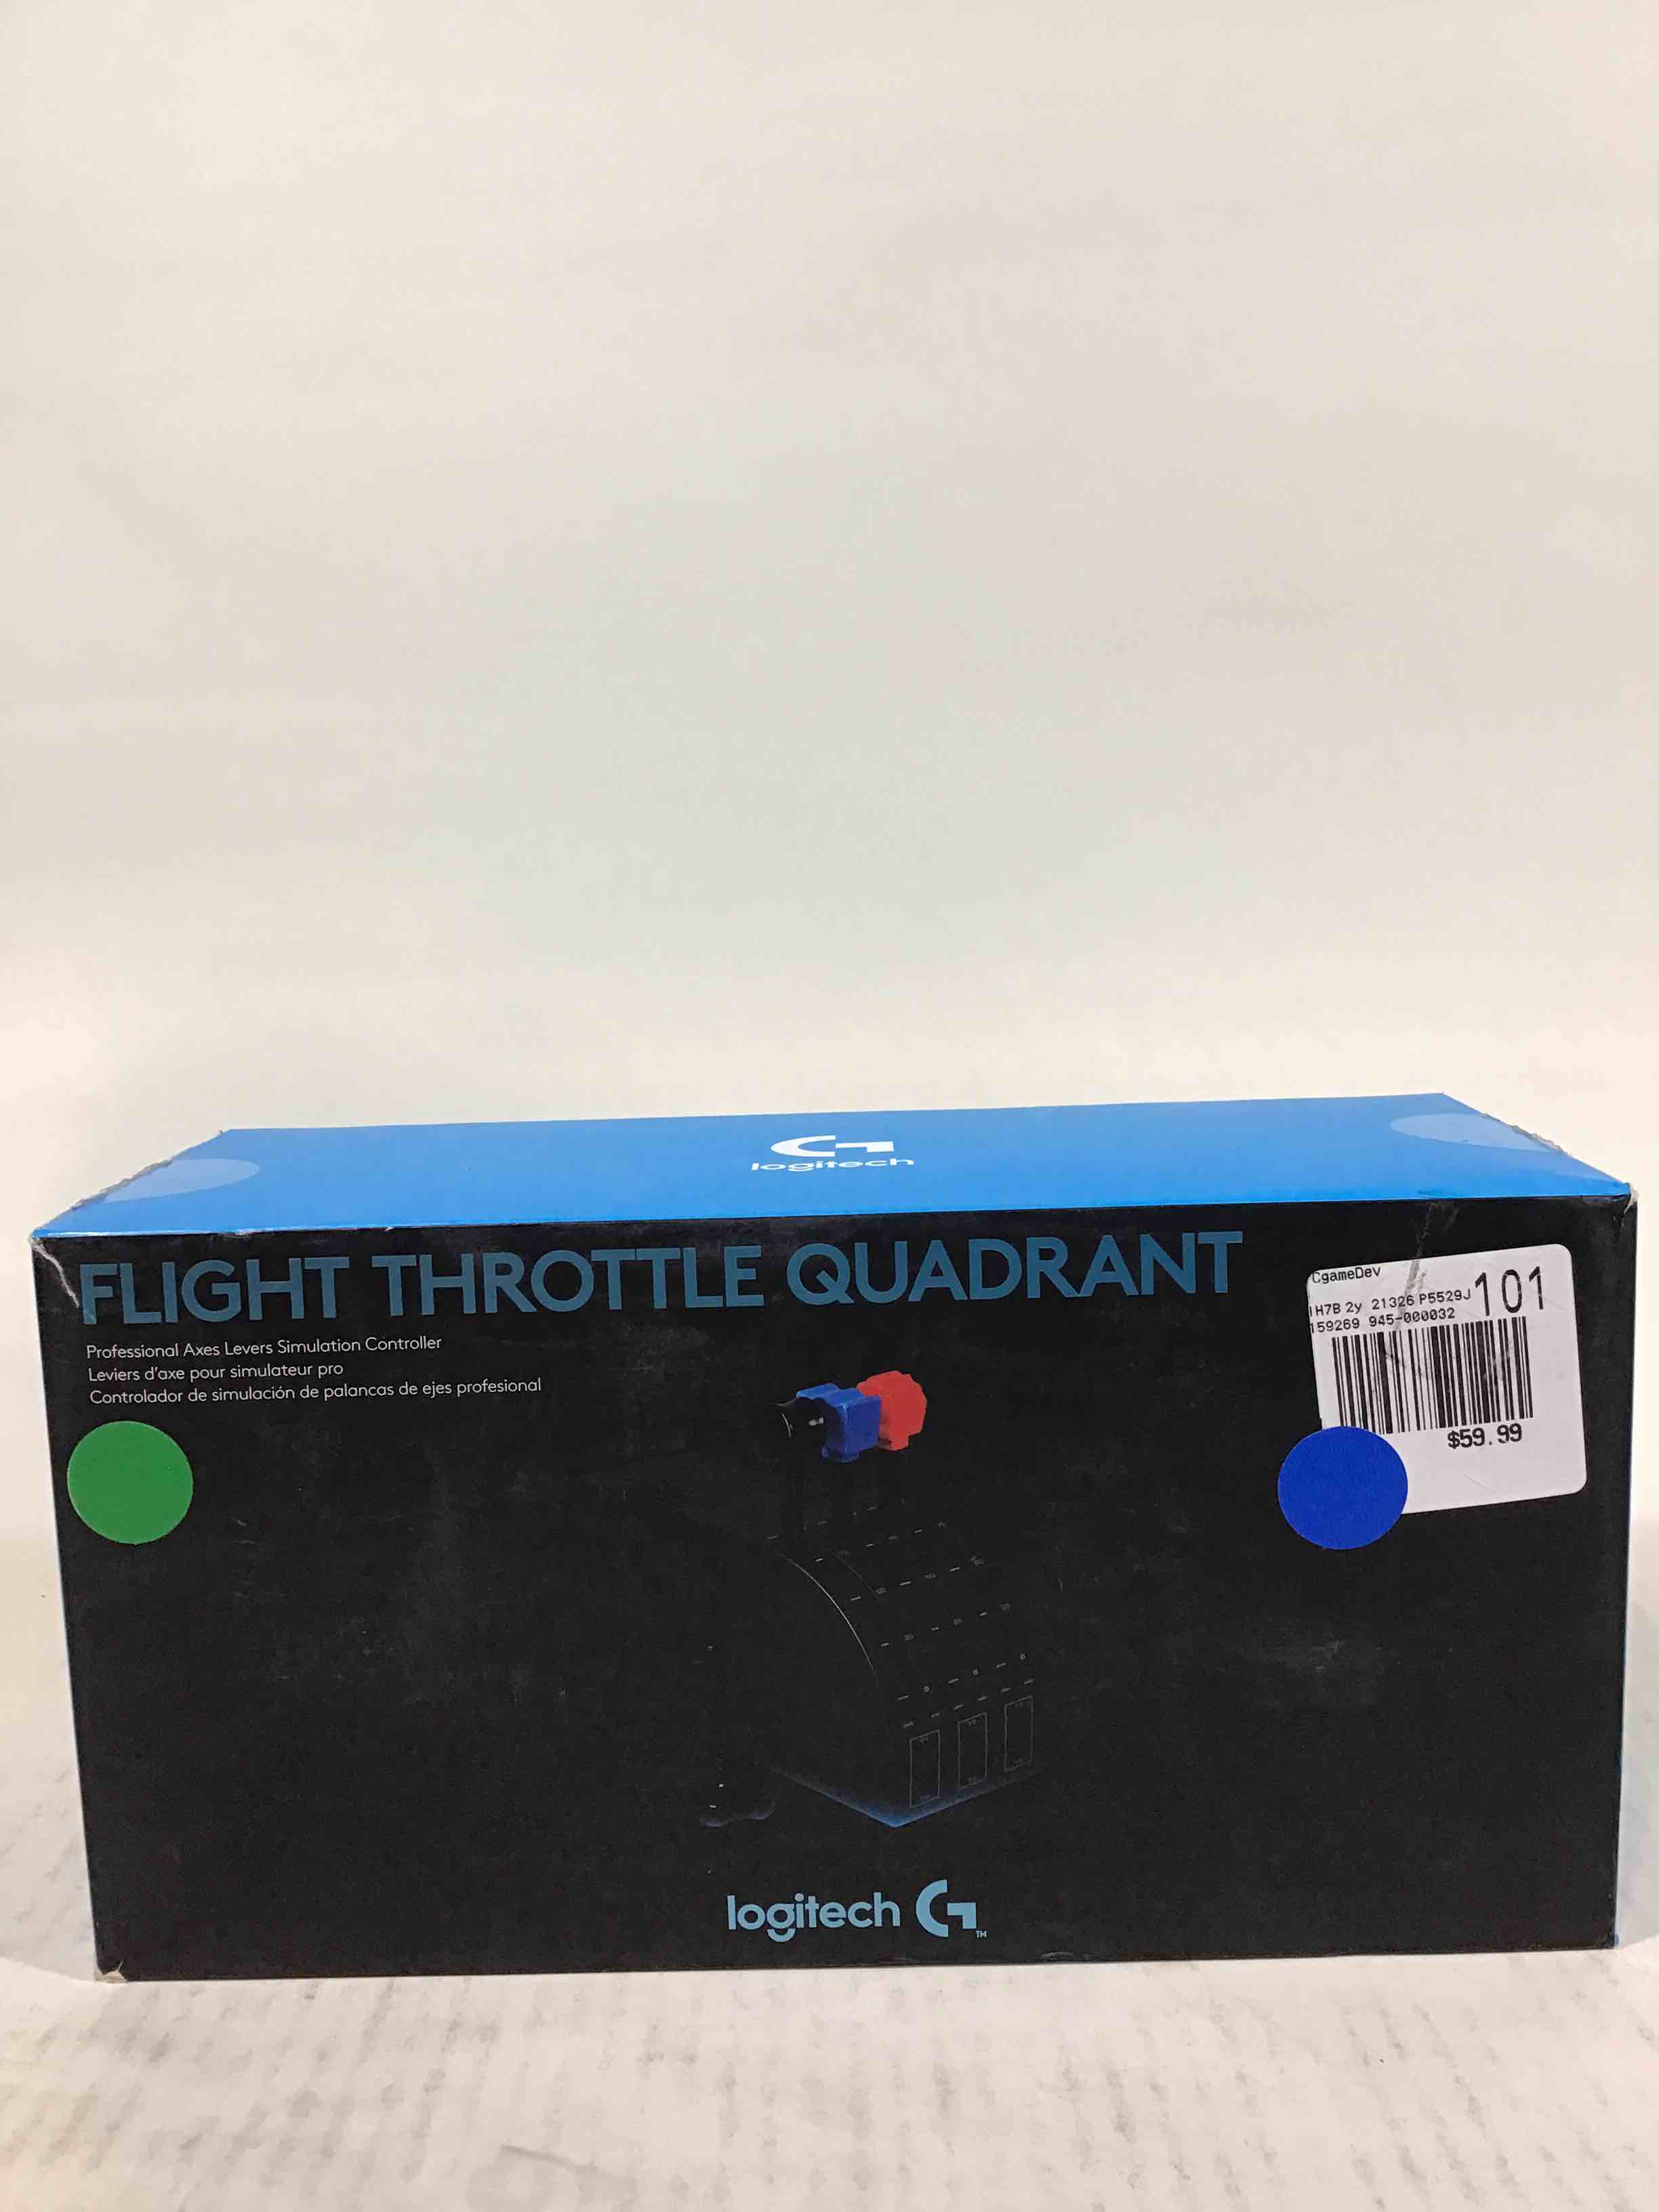 logitech
FLIGHT THROTTLE QUADRANT
Professional Axes Levers Simulation Controller
Leviers d'axe pour simulateur pro
Controlador de simulación de palancas de ejes profesional
CgameDev
H7B 2y 21326 P5529J 101
159269 945-000032
$59.99
logitech G™